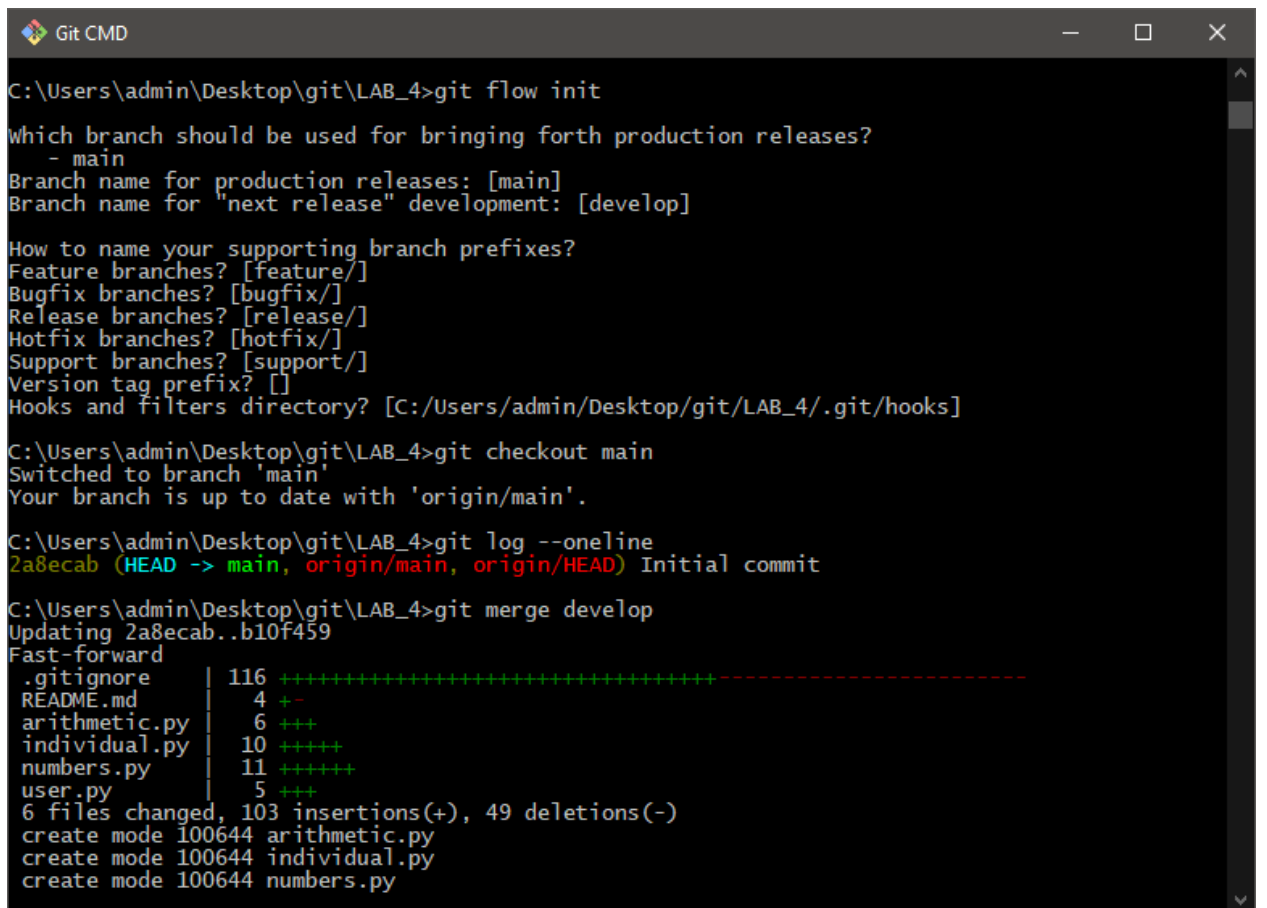 Git CMD
C:\Users\admin\Desktop\git\LAB_4>git flow init
Which branch should be used for bringing forth production releases?
   - main
Branch name for production releases: [main]
Branch name for "next release" development: [develop]
How to name your supporting branch prefixes?
Feature branches? [feature/]
Bugfix branches? [bugfix/]
Release branches? [release/]
Hotfix branches? [hotfix/]
Support branches? [support/]
Version tag prefix? []
Hooks and filters directory? [C:/Users/admin/Desktop/git/LAB_4/.git/hooks]
C:\Users\admin\Desktop\git\LAB_4>git checkout main
Switched to branch 'main'
Your branch is up to date with 'origin/main'.
C:\Users\admin\Desktop\git\LAB_4>git log --oneline
2a8ecab (HEAD -> main, origin/main, origin/HEAD) Initial commit
C:\Users\admin\Desktop\git\LAB_4>git merge develop
Updating 2a8ecab..b10f459
Fast-forward
 .gitignore    | 116 ++++++++++++++++++++++++++++++++++------------------------
 README.md     |   4 +-
 arithmetic.py |   6 +++
 individual.py |  10 +++++
 numbers.py    |  11 ++++++
 user.py       |   5 +++
 6 files changed, 103 insertions(+), 49 deletions(-)
 create mode 100644 arithmetic.py
 create mode 100644 individual.py
 create mode 100644 numbers.py